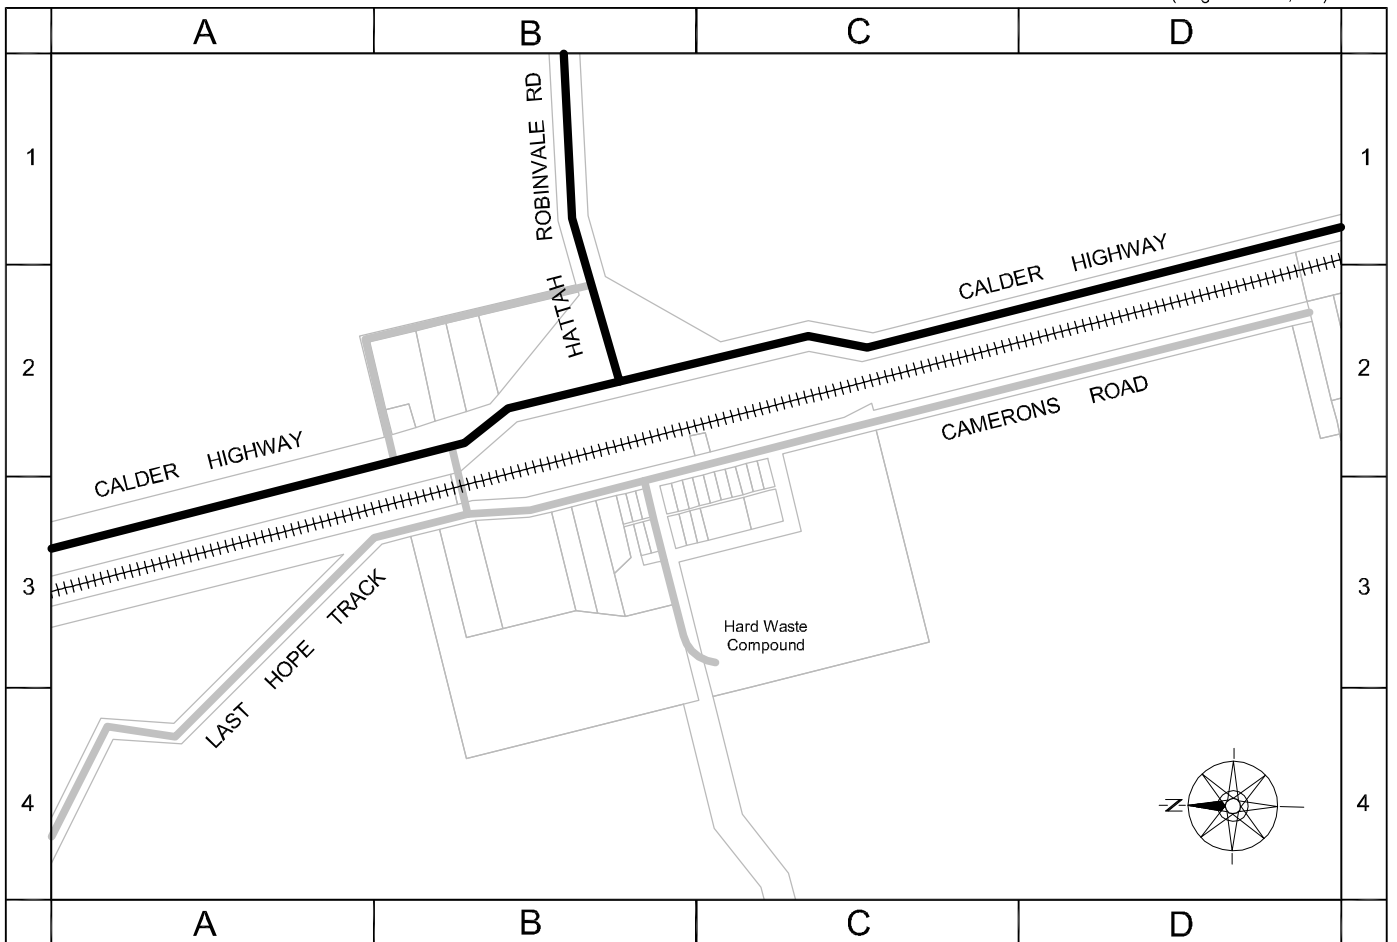 A B C D
ROBINVALE RD
1 1
HATTAH
CALDER HIGHWAY
2 2
CAMERONS ROAD
CALDER HIGHWAY
3 3
LAST HOPE TRACK
Hard Waste
Compound
N
4 4
A B C D